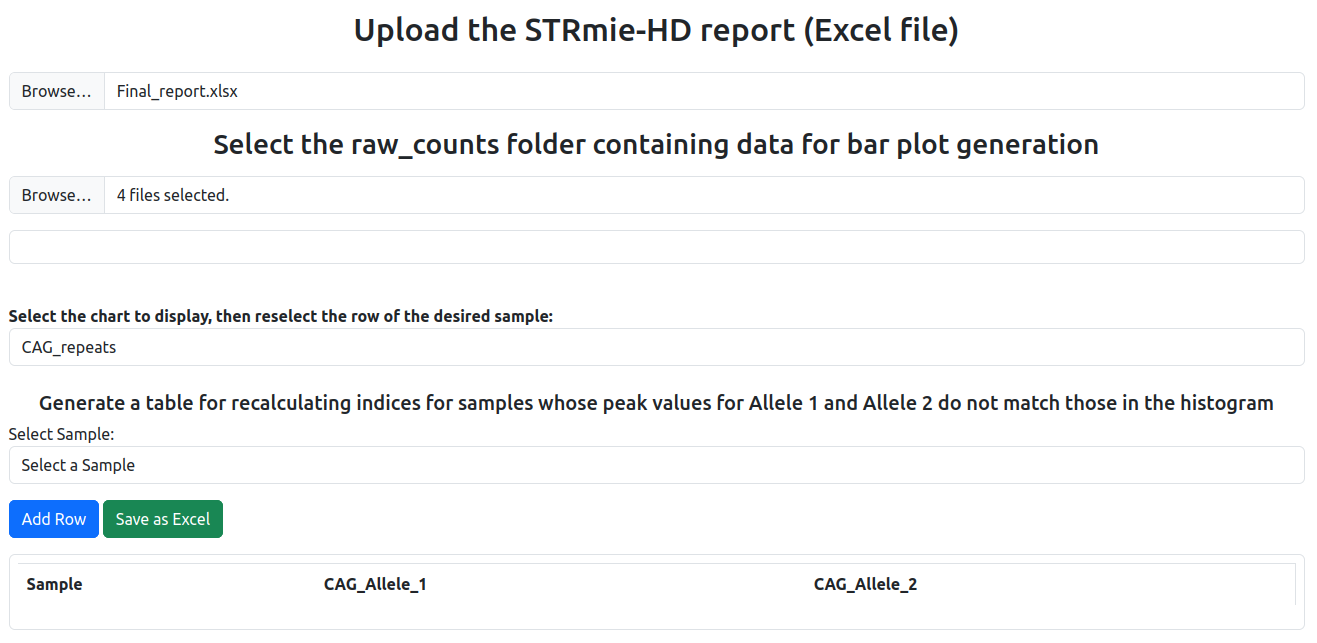 Upload the STRmie-HD report (Excel file)
Browse... Final_report.xlsx
Select the raw_counts folder containing data for bar plot generation
Browse... 4 files selected.
Select the chart to display, then reselect the row of the desired sample:
CAG_repeats
Generate a table for recalculating indices for samples whose peak values for Allele 1 and Allele 2 do not match those in the histogram
Select Sample:
Select a Sample
Add Row Save as Excel
Sample CAG_Allele_1 CAG_Allele_2